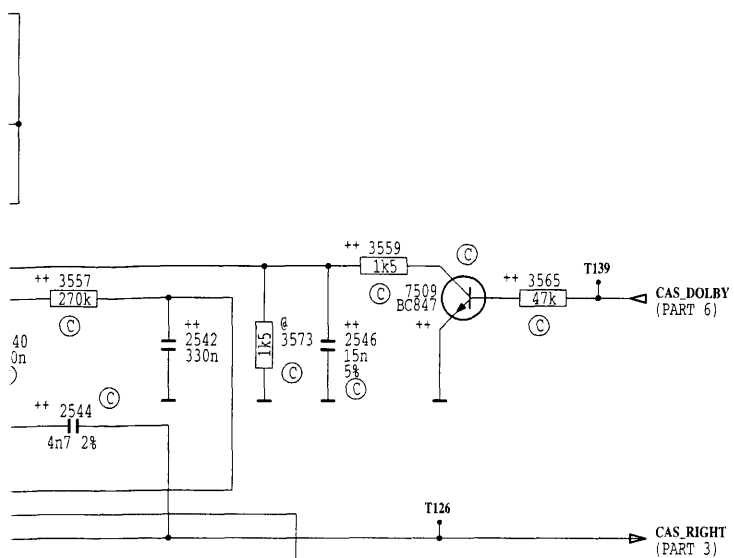 ++ 3559
1k5
C
C
7509
BC847
++
++ 3565
47k
C
T139
CAS_DOLBY
(PART 6)
++ 3557
270k
C
++
2542
330n
@
3573
1k5
C
++
2546
15n
5%
C
40
0n
C
++ 2544
4n7 2%
T126
CAS_RIGHT
(PART 3)